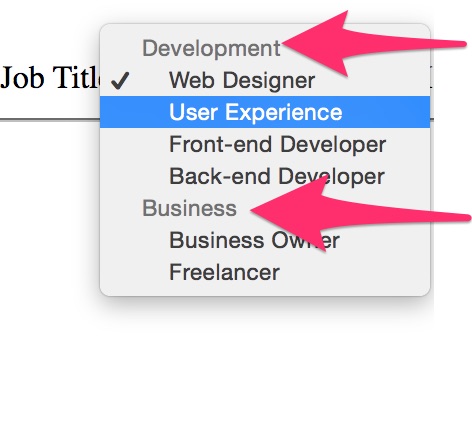 Development
Job Title
Web Designer
User Experience
Front-end Developer
Back-end Developer
Business
Business Owner
Freelancer